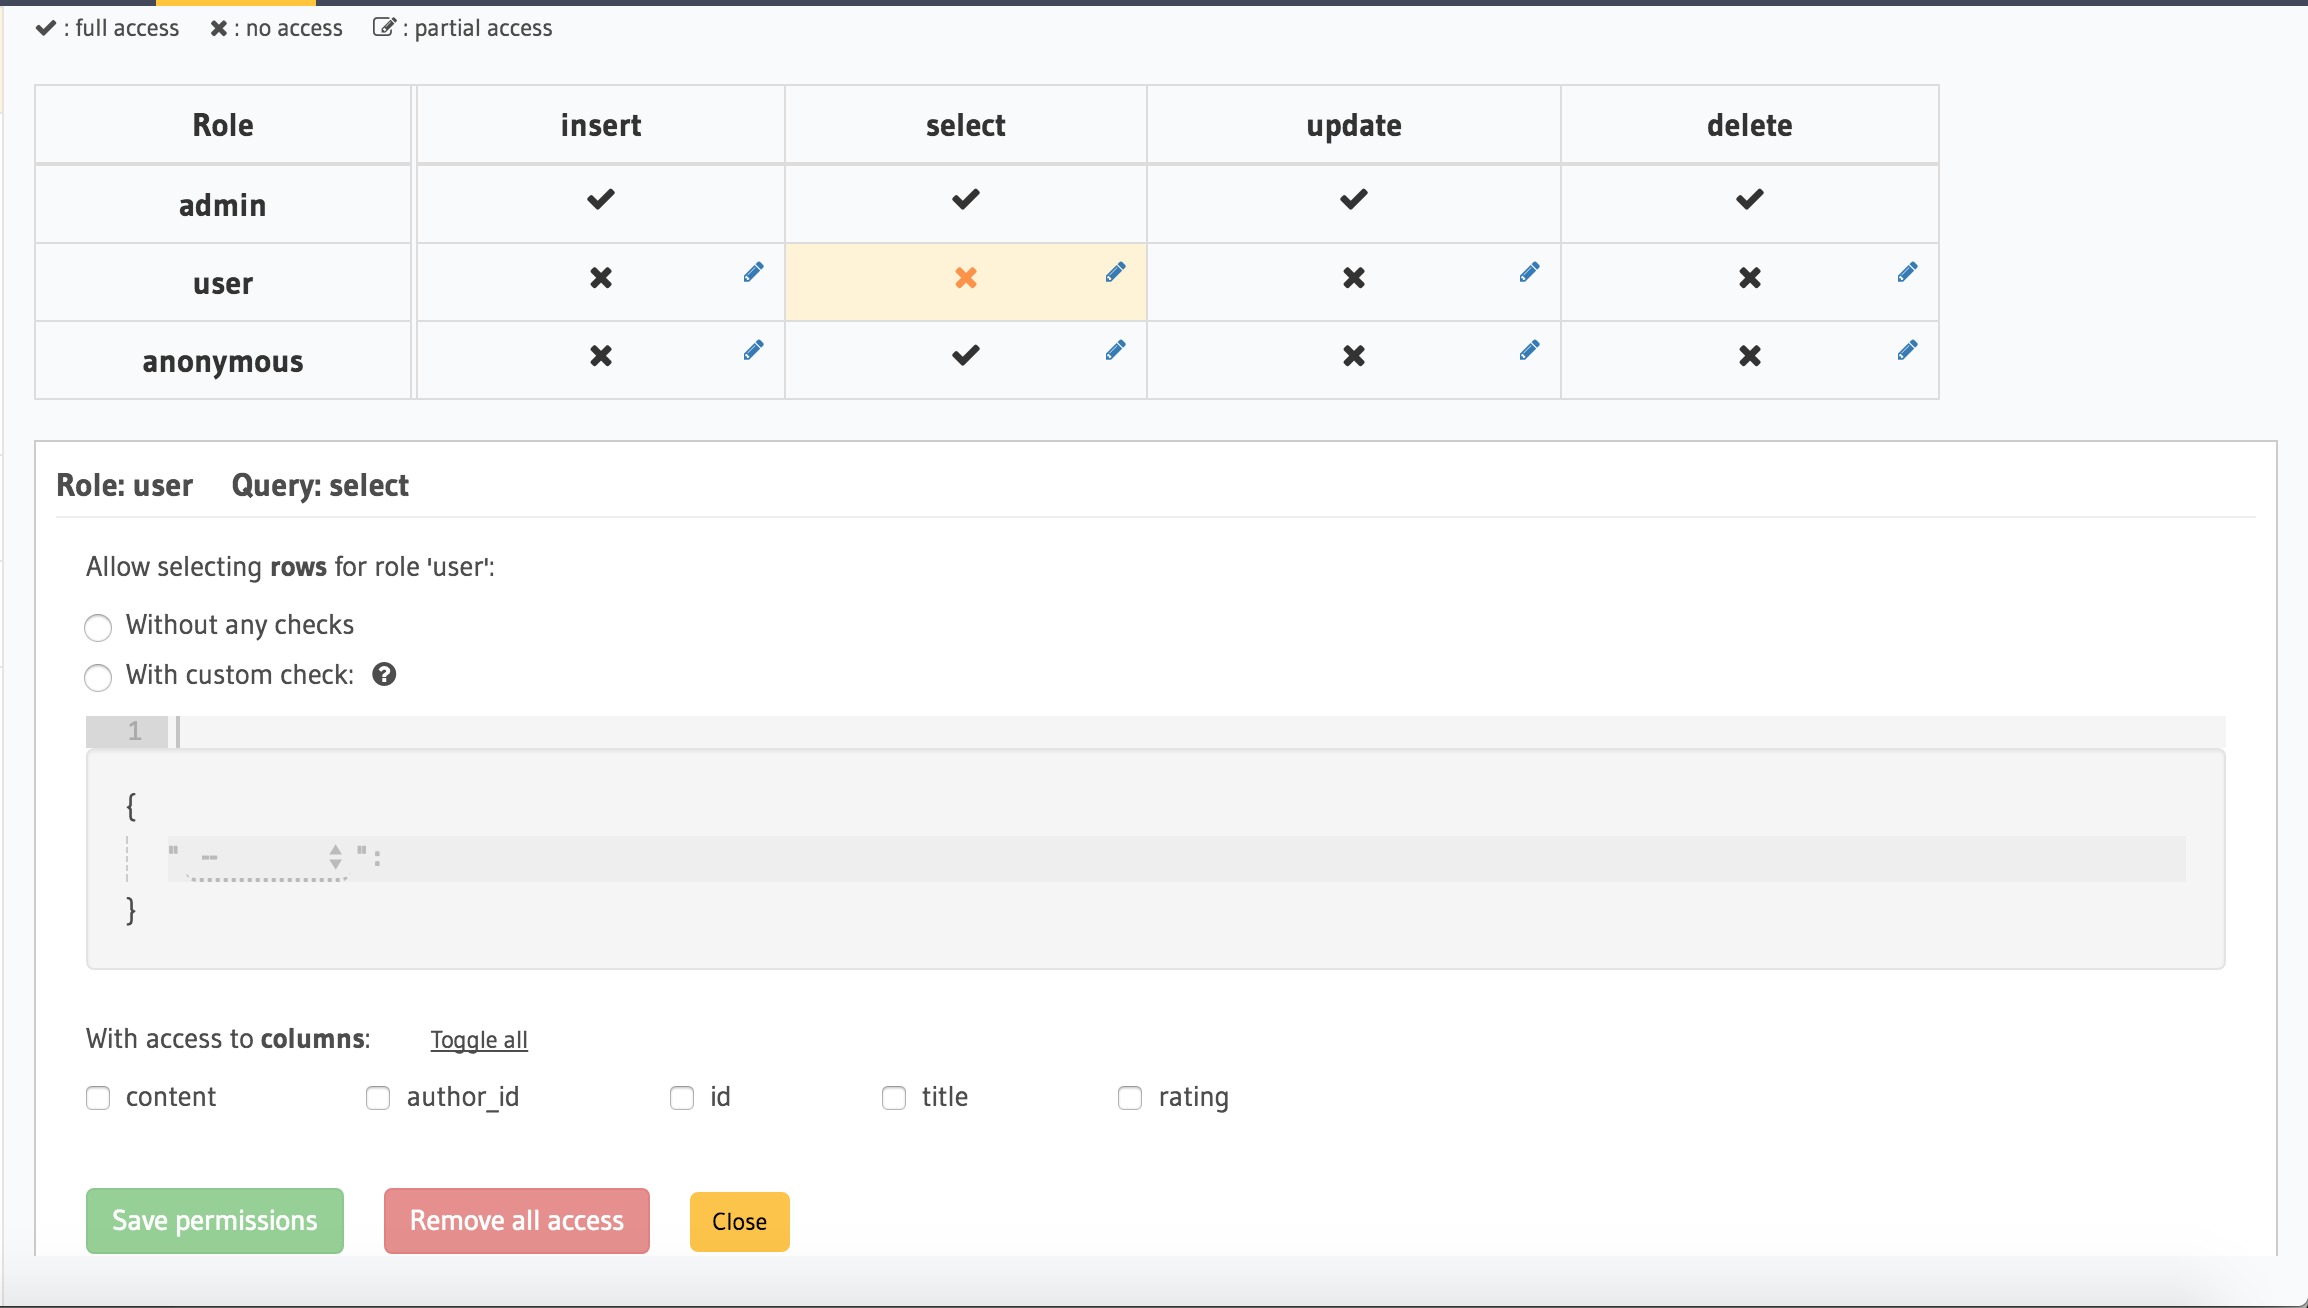 : full access : no access : partial access
Role insert select update delete
admin
user
anonymous
Role: user Query: select
Allow selecting rows for role 'user':
Without any checks
With custom check:
1
{
" -- ":
}
With access to columns: Toggle all
content author_id id title rating
Save permissions Remove all access Close